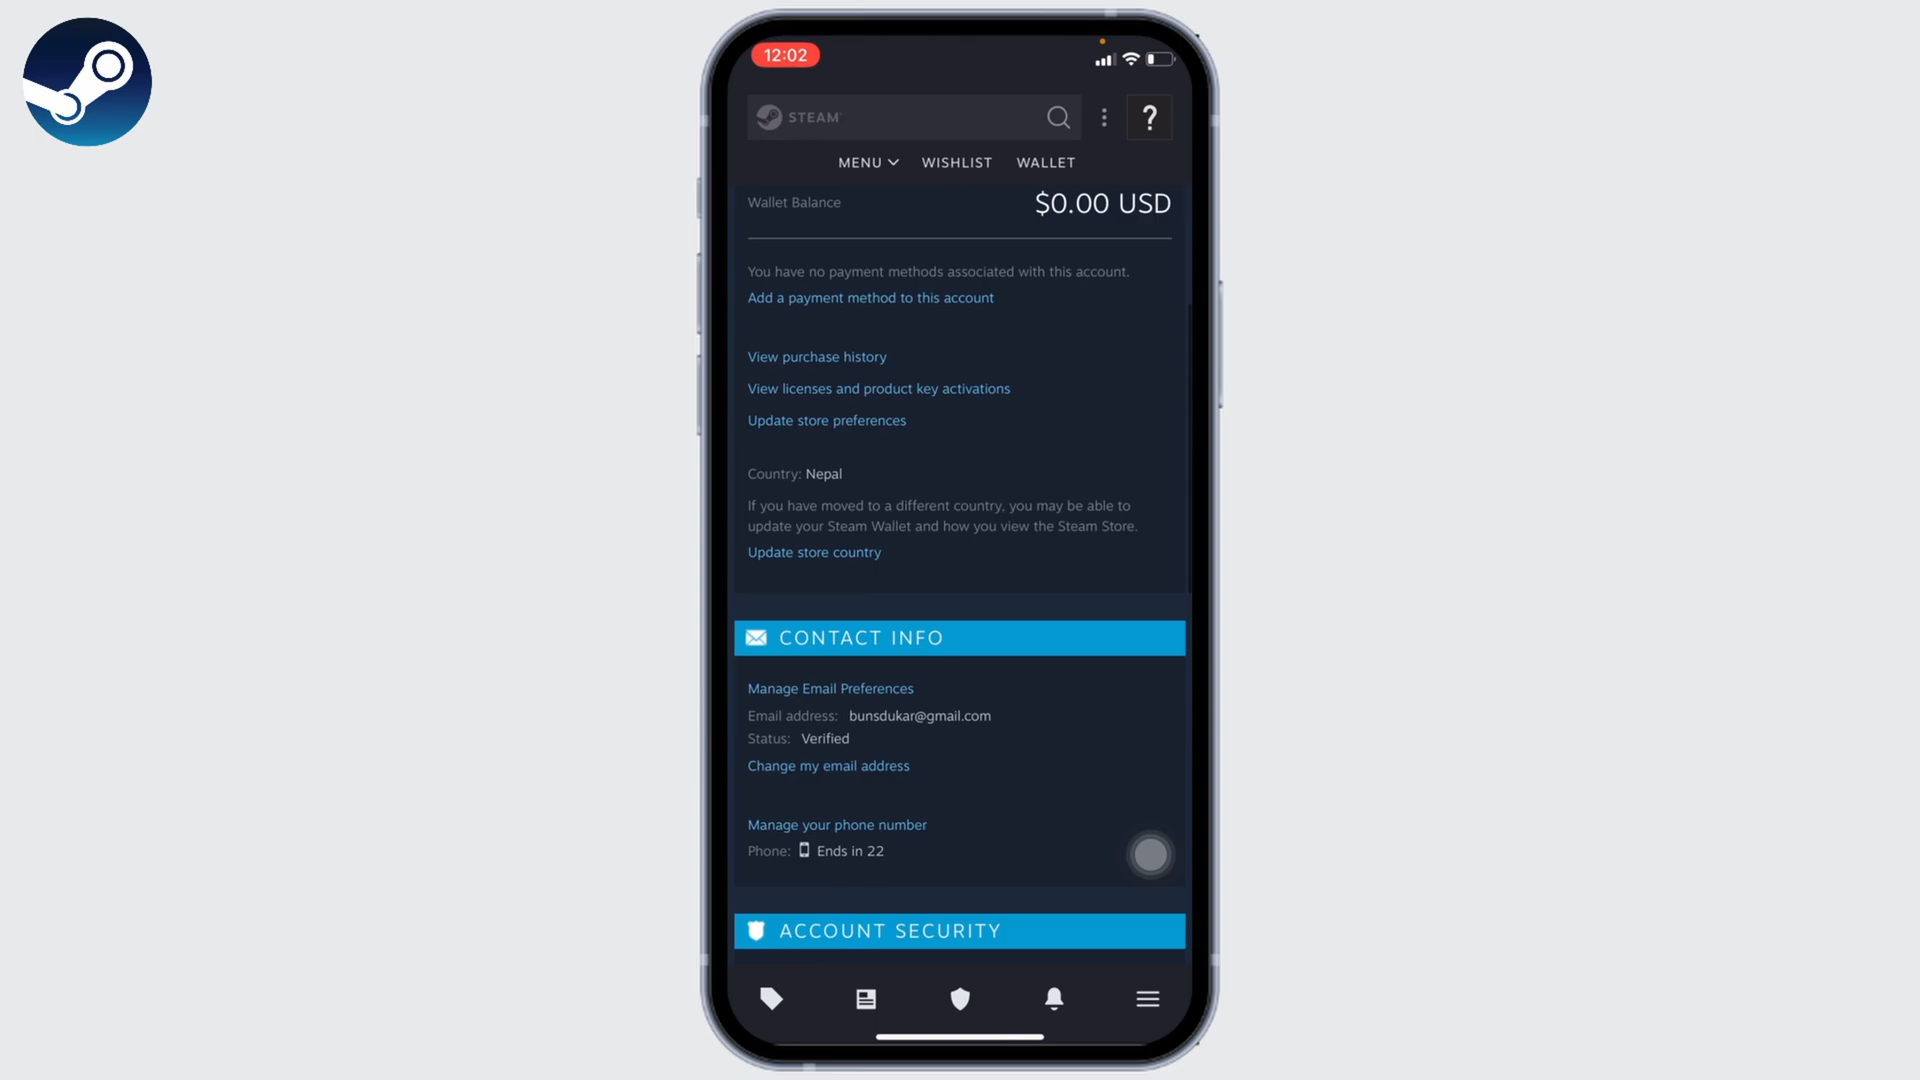 12:02
STEAM
?
MENU WISHLIST WALLET
Wallet Balance $0.00 USD
You have no payment methods associated with this account.
Add a payment method to this account
View purchase history
View licenses and product key activations
Update store preferences
Country: Nepal
If you have moved to a different country, you may be able to
update your Steam Wallet and how you view the Steam Store.
Update store country
CONTACT INFO
Manage Email Preferences
Email address: bunsdukar@gmail.com
Status: Verified
Change my email address
Manage your phone number
Phone: Ends in 22
ACCOUNT SECURITY